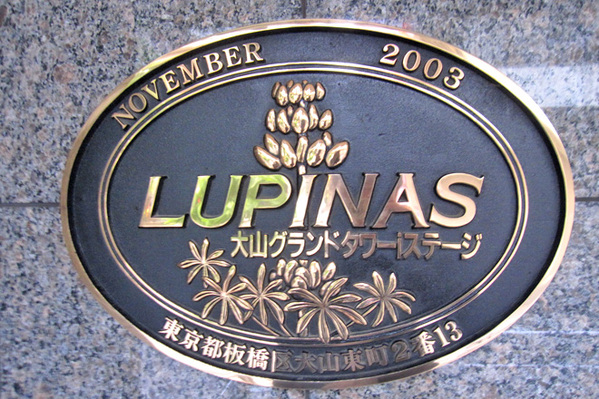 NOVEMBER 2003
LUPINAS
大山グランドタワーIステージ
東京都板橋区大山東町2番13